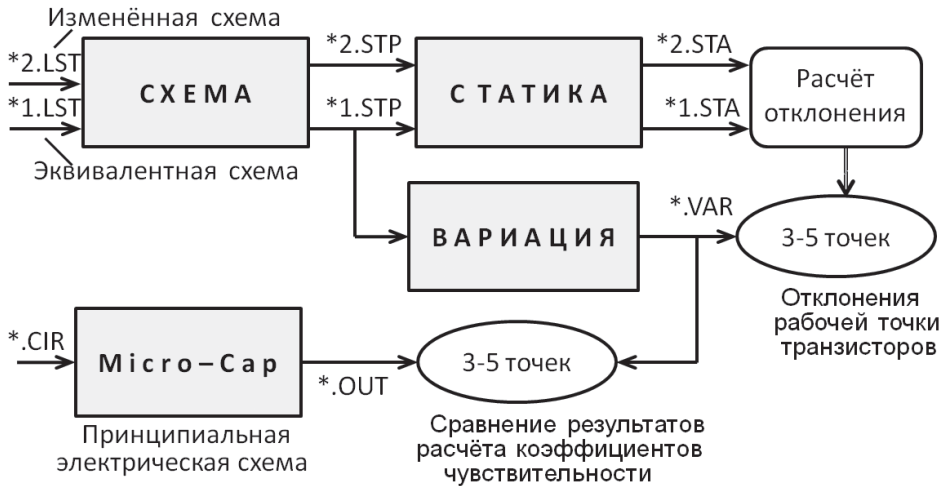 Изменённая схема
*2.LST
*1.LST
Эквивалентная схема
СХЕМА
*2.STP
*1.STP
СТАТИКА
*2.STA
*1.STA
Расчёт
отклонения
ВАРИАЦИЯ
*.VAR
3-5 точек
Отклонения
рабочей точки
транзисторов
*.CIR
Micro–Cap
*.OUT
3-5 точек
Принципиальная
электрическая схема
Сравнение результатов
расчёта коэффициентов
чувствительности